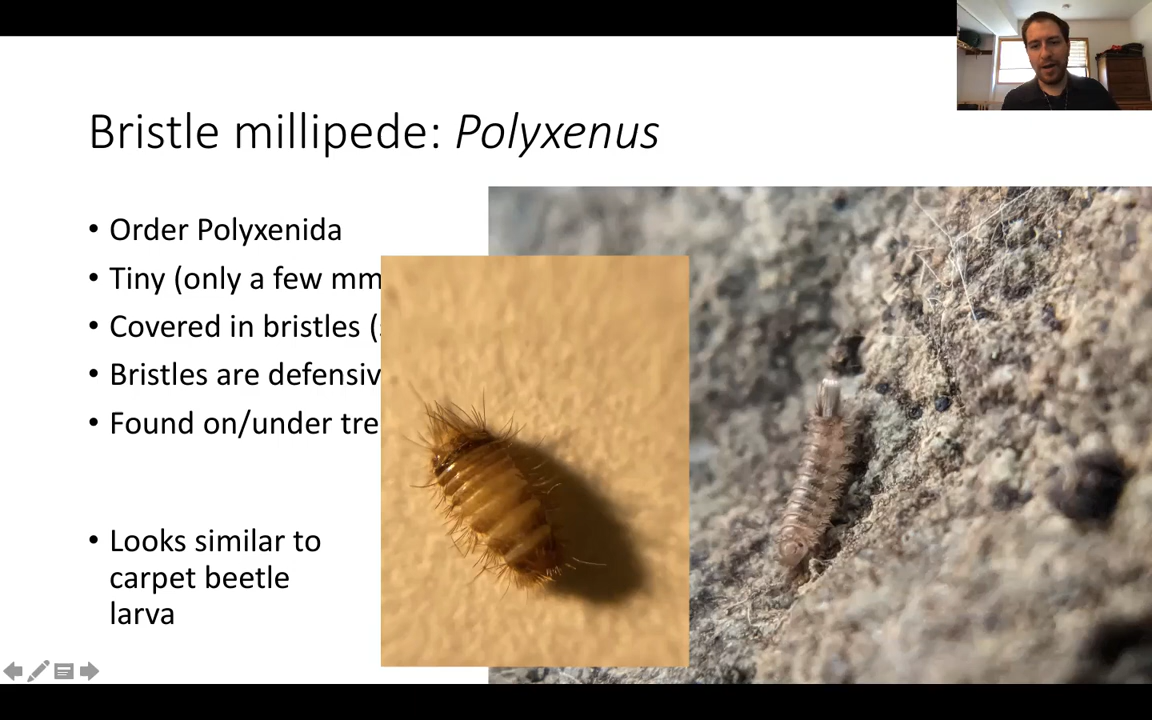 Bristle millipede: Polyxenus
• Order Polyxenida
• Tiny (only a few mm
• Covered in bristles (
• Bristles are defensiv
• Found on/under tre
• Looks similar to
carpet beetle
larva